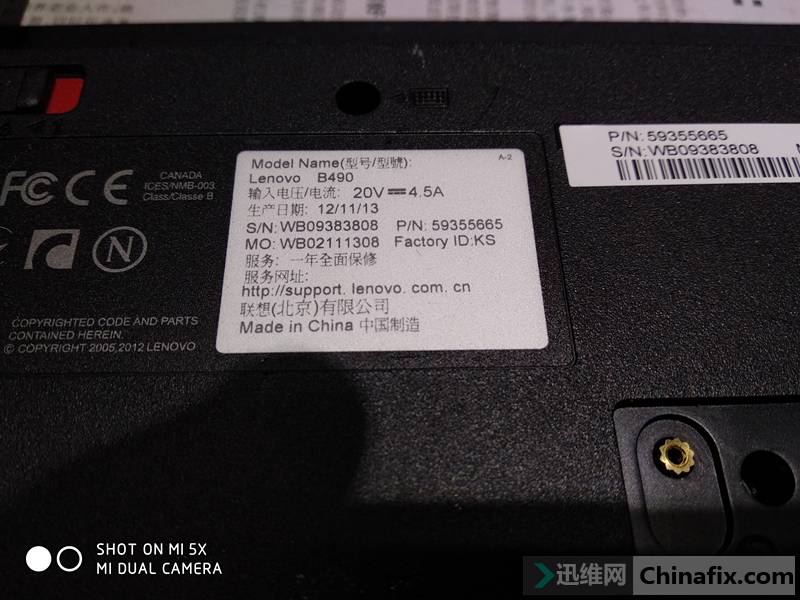 P/N: 59355665
S/N:WB09383808
A-2
Model Name(型号/型號):
Lenovo B490
输入电压/电流: 20V⎓4.5A
生产日期: 12/11/13
S/N: WB09383808 P/N: 59355665
MO: WB02111308 Factory ID:KS
服务: 一年全面保修
服务网址:
http://support.lenovo.com.cn
联想(北京)有限公司
Made in China 中国制造
FC CE
CANADA
ICES/NMB-003
Class/Classe B
N
COPYRIGHTED CODE AND PARTS
CONTAINED HEREIN.
© COPYRIGHT 2005,2012 LENOVO
SHOT ON MI 5X
MI DUAL CAMERA
迅维网 Chinafix.com